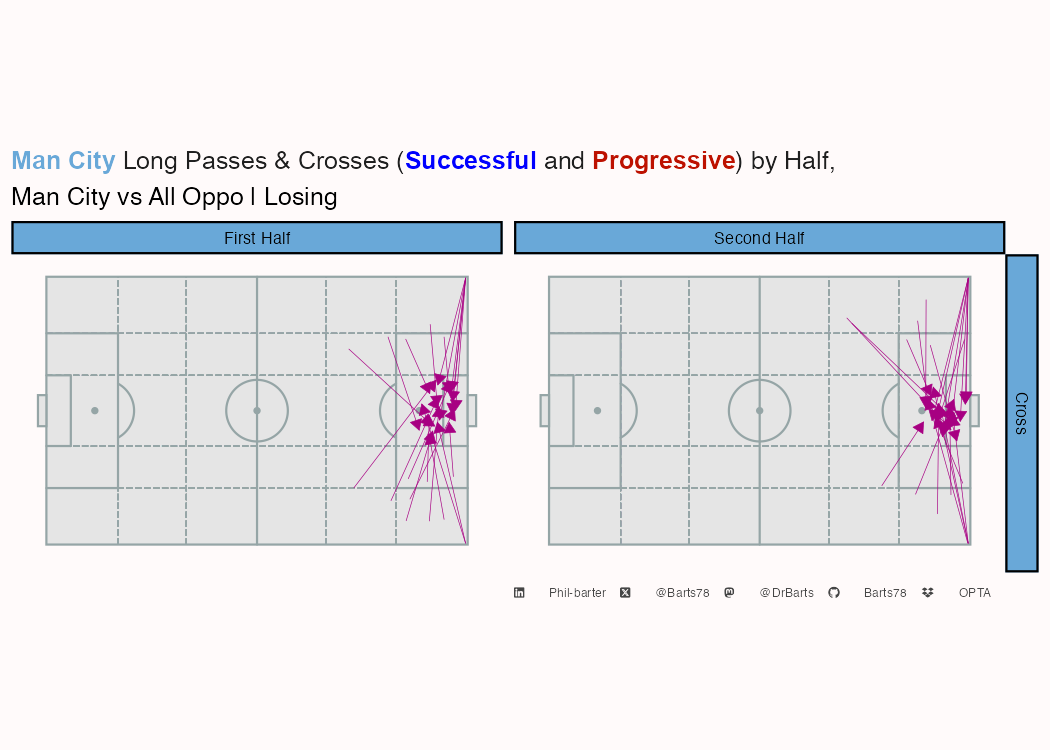 Man City Long Passes & Crosses (Successful and Progressive) by Half,
Man City vs All Oppo | Losing
First Half
Second Half
Cross
Phil-barter @Barts78 @DrBarts Barts78 OPTA